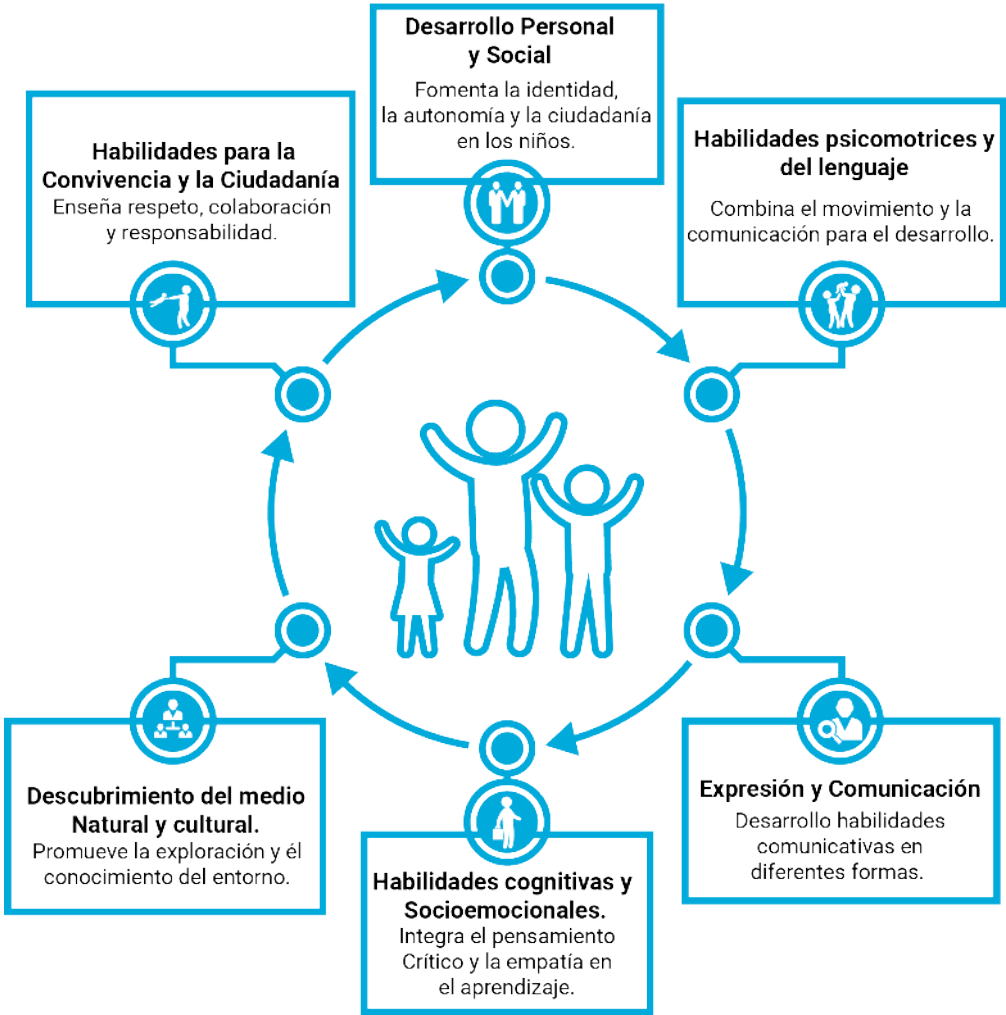 Desarrollo Personal
y Social
Fomenta la identidad,
la autonomía y la ciudadanía
en los niños.
Habilidades psicomotrices y
del lenguaje
Combina el movimiento y la
comunicación para el desarrollo.
Expresión y Comunicación
Desarrollo habilidades
comunicativas en
diferentes formas.
Habilidades cognitivas y
Socioemocionales.
Integra el pensamiento
Crítico y la empatía en
el aprendizaje.
Descubrimiento del medio
Natural y cultural.
Promueve la exploración y él
conocimiento del entorno.
Habilidades para la
Convivencia y la Ciudadanía
Enseña respeto, colaboración
y responsabilidad.